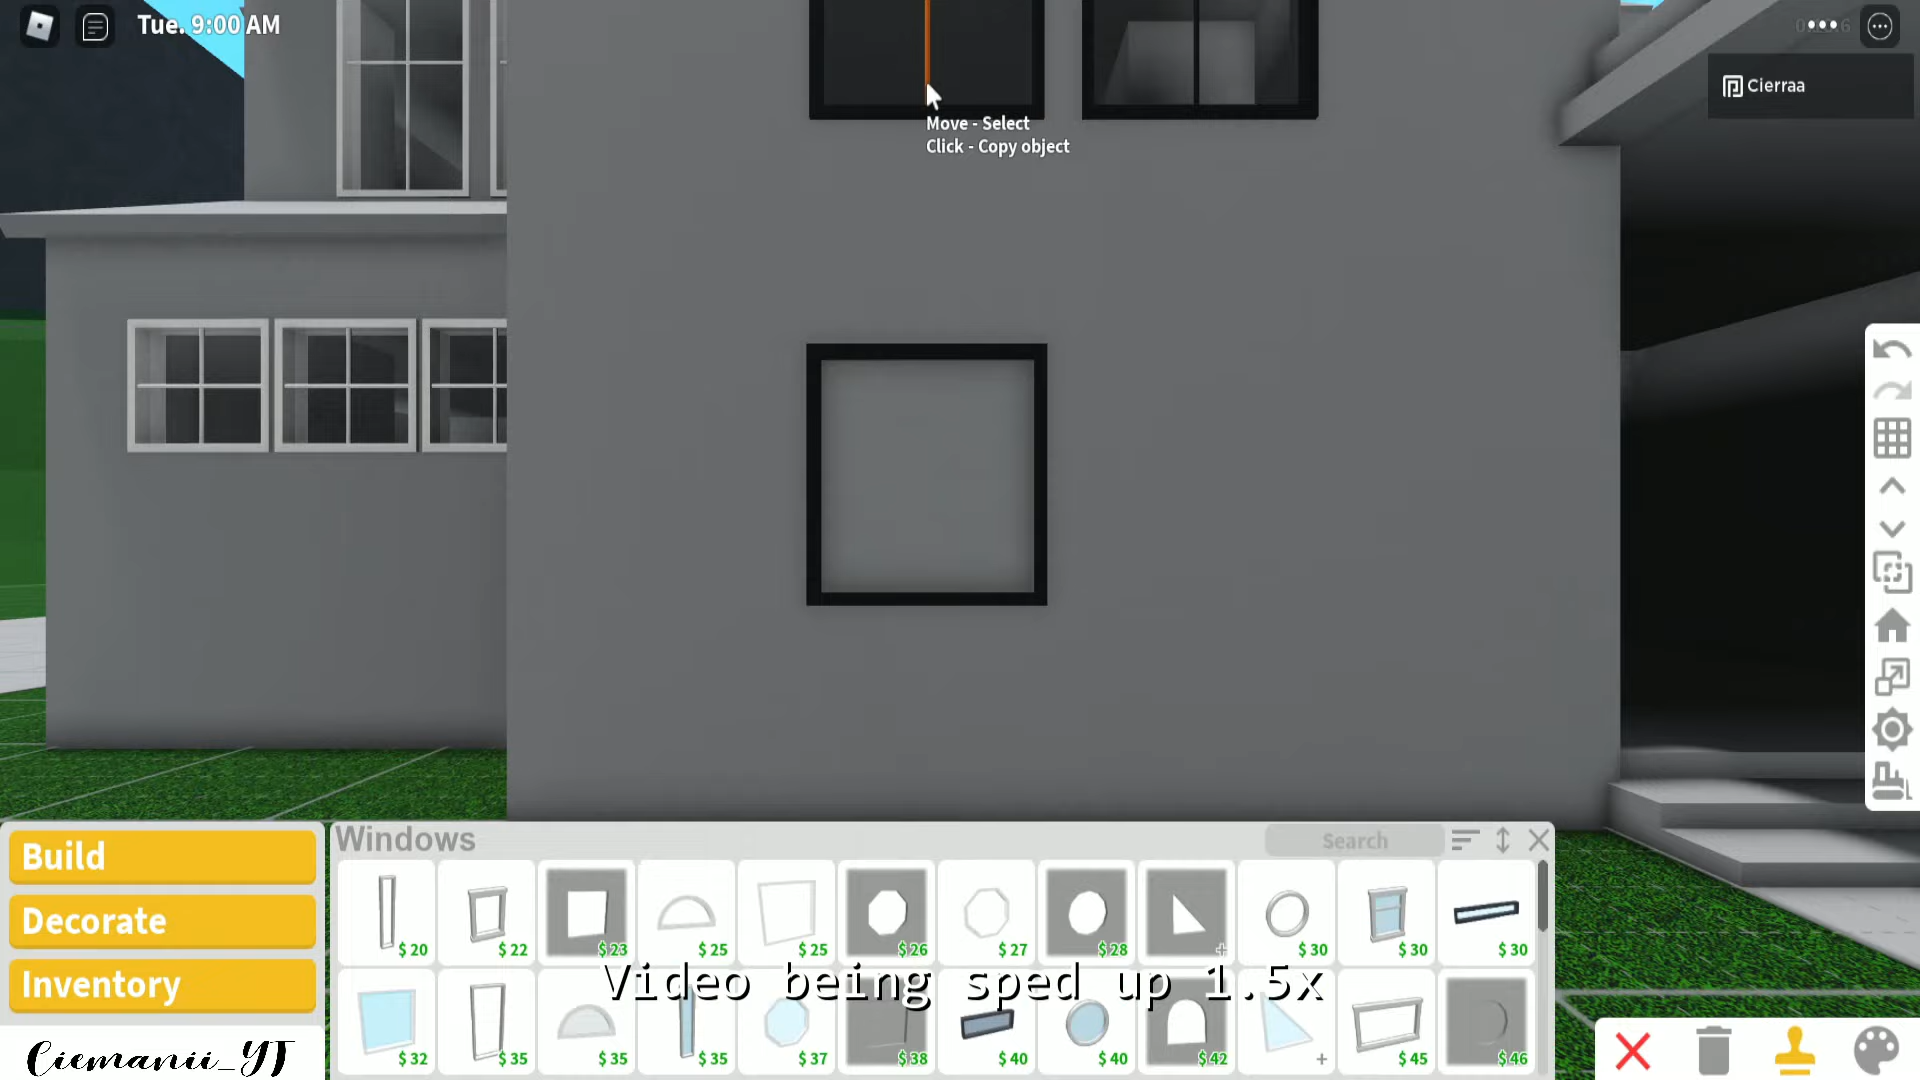 Tue. 9:00 AM
Cierraa
Move - Select
Click - Copy object
Build
Decorate
Inventory
Windows
Search
$ 20
$ 22
$ 23
$ 25
$ 25
$ 26
$ 27
$ 28
$ 30
$ 30
$ 30
Video being sped up 1.5x
$ 32
$ 35
$ 35
$ 35
$ 37
$ 38
$ 40
$ 40
$ 42
$ 45
$ 46
Ciemanii_YT